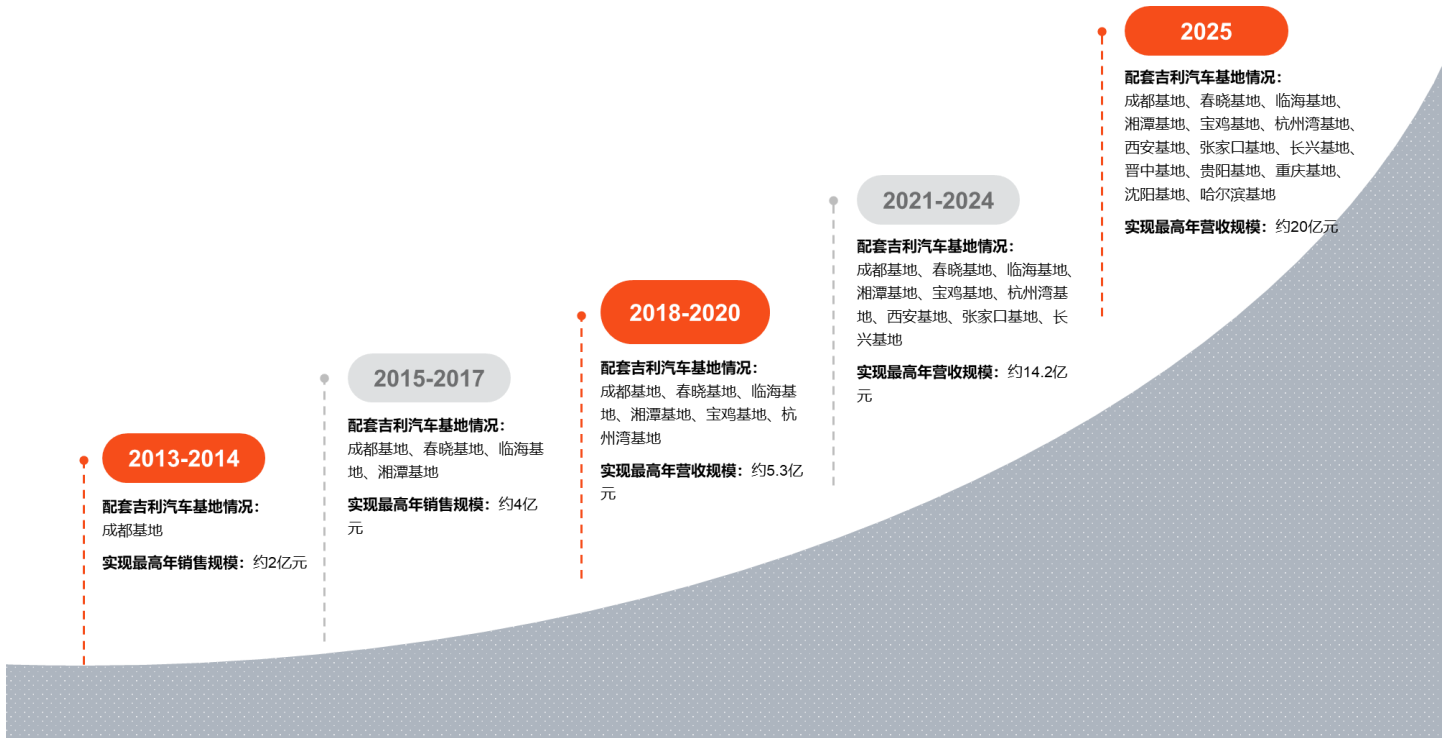 2013-2014
配套吉利汽车基地情况：
成都基地
实现最高年销售规模：约2亿元
2015-2017
配套吉利汽车基地情况：
成都基地、春晓基地、临海基
地、湘潭基地
实现最高年销售规模：约4亿
元
2018-2020
配套吉利汽车基地情况：
成都基地、春晓基地、临海基
地、湘潭基地、宝鸡基地、杭
州湾基地
实现最高年营收规模：约5.3亿
元
2021-2024
配套吉利汽车基地情况：
成都基地、春晓基地、临海基地、
湘潭基地、宝鸡基地、杭州湾基
地、西安基地、张家口基地、长
兴基地
实现最高年营收规模：约14.2亿
元
2025
配套吉利汽车基地情况：
成都基地、春晓基地、临海基地、
湘潭基地、宝鸡基地、杭州湾基地、
西安基地、张家口基地、长兴基地、
晋中基地、贵阳基地、重庆基地、
沈阳基地、哈尔滨基地
实现最高年营收规模：约20亿元